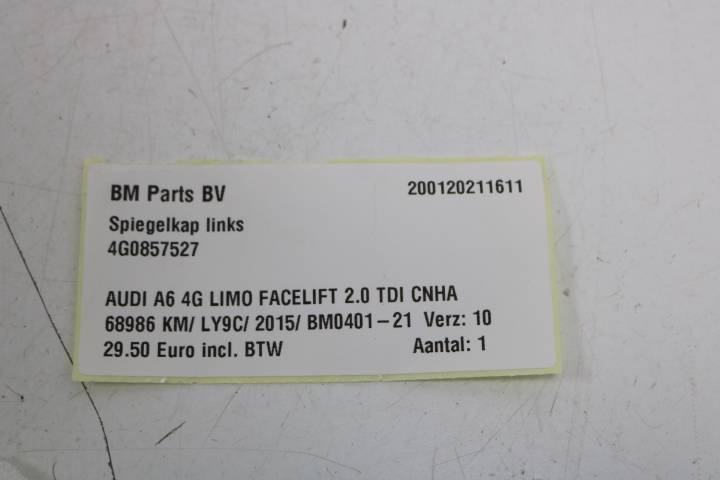 BM Parts BV 200120211611
Spiegelkap links
4G0857527
AUDI A6 4G LIMO FACELIFT 2.0 TDI CNHA
68986 KM/ LY9C/ 2015/ BM0401-21 Verz: 10
29.50 Euro incl. BTW Aantal: 1